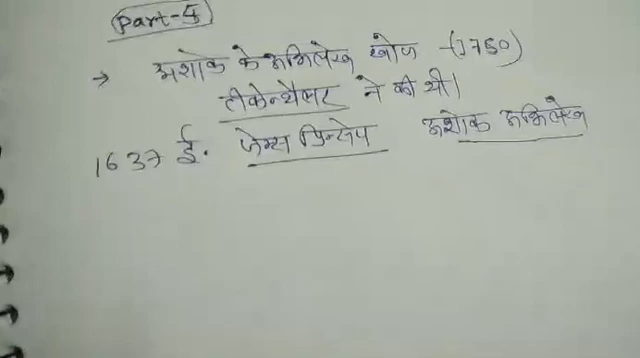 Part-5
→ अशोक के अभिलेख खोज -(1750)
टीकेन्थैलर ने की थी।
1637 ई. जेम्स प्रिन्सेप अशोक अभिलेख